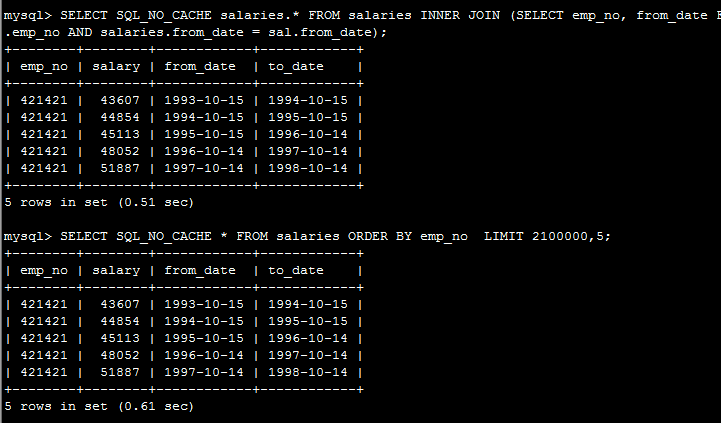 mysql> SELECT SQL_NO_CACHE salaries.* FROM salaries INNER JOIN (SELECT emp_no, from_date
.emp_no AND salaries.from_date = sal.from_date);
+--------+--------+------------+------------+
| emp_no | salary | from_date  | to_date    |
+--------+--------+------------+------------+
| 421421 |  43607 | 1993-10-15 | 1994-10-15 |
| 421421 |  44854 | 1994-10-15 | 1995-10-15 |
| 421421 |  45113 | 1995-10-15 | 1996-10-14 |
| 421421 |  48052 | 1996-10-14 | 1997-10-14 |
| 421421 |  51887 | 1997-10-14 | 1998-10-14 |
+--------+--------+------------+------------+
5 rows in set (0.51 sec)
mysql> SELECT SQL_NO_CACHE * FROM salaries ORDER BY emp_no  LIMIT 2100000,5;
+--------+--------+------------+------------+
| emp_no | salary | from_date  | to_date    |
+--------+--------+------------+------------+
| 421421 |  43607 | 1993-10-15 | 1994-10-15 |
| 421421 |  44854 | 1994-10-15 | 1995-10-15 |
| 421421 |  45113 | 1995-10-15 | 1996-10-14 |
| 421421 |  48052 | 1996-10-14 | 1997-10-14 |
| 421421 |  51887 | 1997-10-14 | 1998-10-14 |
+--------+--------+------------+------------+
5 rows in set (0.61 sec)